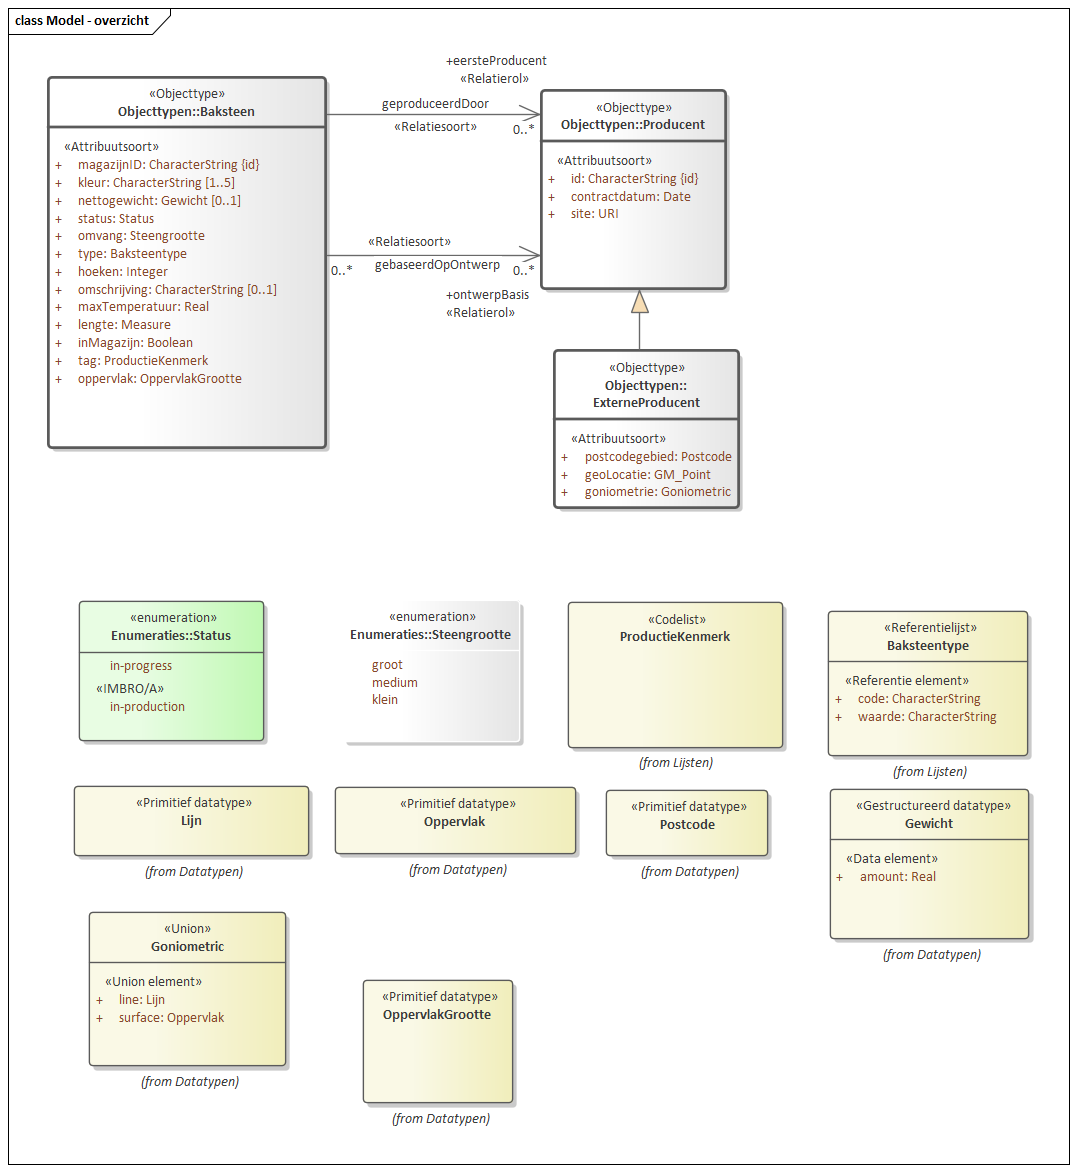 class Model - overzicht
+eersteProducent
«Relatierol»
geproduceerdDoor
«Relatiesoort»
0..*
«Objecttype»
Objecttypen::Baksteen
«Attribuutsoort»
+ magazijnID: CharacterString {id}
+ kleur: CharacterString [1..5]
+ nettogewicht: Gewicht [0..1]
+ status: Status
+ omvang: Steengrootte
+ type: Baksteentype
+ hoeken: Integer
+ omschrijving: CharacterString [0..1]
+ maxTemperatuur: Real
+ lengte: Measure
+ inMagazijn: Boolean
+ tag: ProductieKenmerk
+ oppervlak: OppervlakGrootte
«Objecttype»
Objecttypen::Producent
«Attribuutsoort»
+ id: CharacterString {id}
+ contractdatum: Date
+ site: URI
«Relatiesoort»
0..* gebaseerdOpOntwerp 0..*
+ontwerpBasis
«Relatierol»
«Objecttype»
Objecttypen::
ExterneProducent
«Attribuutsoort»
+ postcodegebied: Postcode
+ geoLocatie: GM_Point
+ goniometrie: Goniometric
«enumeration»
Enumeraties::Status
in-progress
«IMBRO/A»
in-production
«enumeration»
Enumeraties::Steengrootte
groot
medium
klein
«Codelist»
ProductieKenmerk
(from Lijsten)
«Referentielijst»
Baksteentype
«Referentie element»
+ code: CharacterString
+ waarde: CharacterString
(from Lijsten)
«Primitief datatype»
Lijn
(from Datatypen)
«Primitief datatype»
Oppervlak
(from Datatypen)
«Primitief datatype»
Postcode
(from Datatypen)
«Gestructureerd datatype»
Gewicht
«Data element»
+ amount: Real
(from Datatypen)
«Union»
Goniometric
«Union element»
+ line: Lijn
+ surface: Oppervlak
(from Datatypen)
«Primitief datatype»
OppervlakGrootte
(from Datatypen)